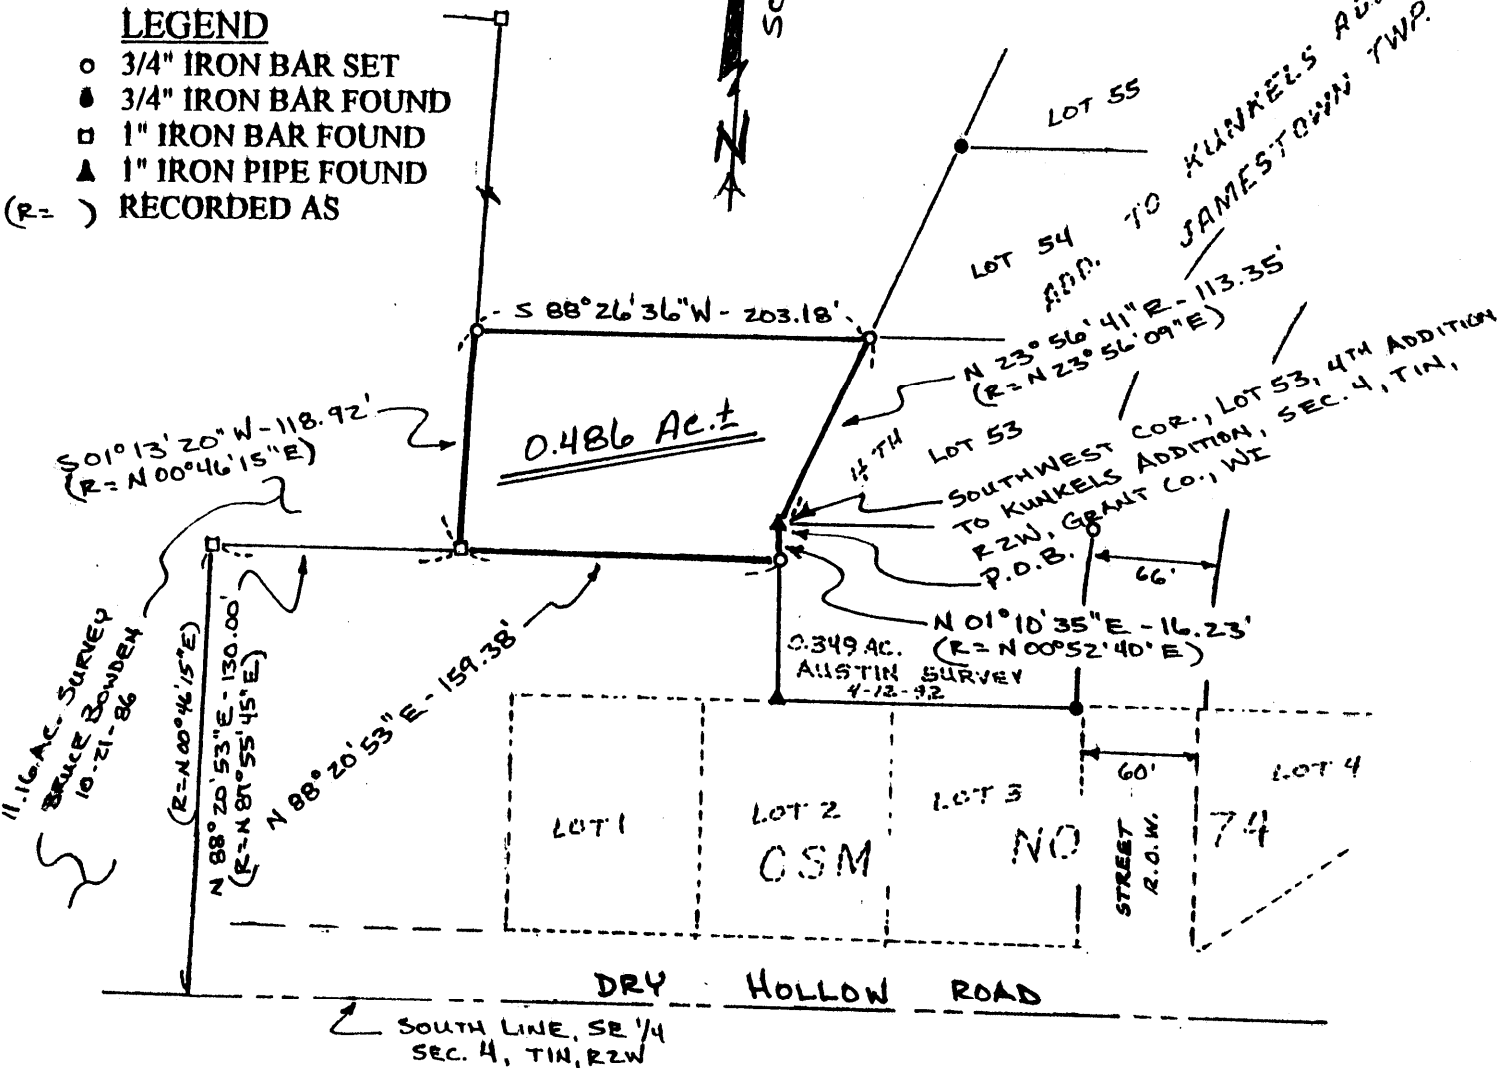 LEGEND
3/4" IRON BAR SET
3/4" IRON BAR FOUND
1" IRON BAR FOUND
1" IRON PIPE FOUND
(R= ) RECORDED AS
N
LOT 55
ADD. TO KUNKELS
JAMESTOWN TWP.
LOT 54
S 88°26'36"W - 203.18'
N 23°56'41"E - 113.35'
(R=N 23°56'09"E)
S 01°13'20"W - 118.92'
(R=N 00°46'15"E)
0.486 Ac.±
4TH
LOT 53
SOUTHWEST COR., LOT 53, 4TH ADDITION
TO KUNKELS ADDITION, SEC. 4, T1N,
R2W, GRANT CO., WI
P.O.B.
66'
N 01°10'35"E - 16.23'
(R=N 00°52'40"E)
0.349 AC.
AUSTIN SURVEY
4-12-92
11.16 Ac. SURVEY
BRUCE BOWDEN
10-21-86
(R=N 00°46'15"E)
N 88°20'53"E - 130.00'
(R=N 87°55'45"E)
N 88°20'53"E - 159.38'
LOT 1
LOT 2
LOT 3
LOT 4
CSM NO 74
60'
STREET
R.O.W.
DRY HOLLOW ROAD
SOUTH LINE, SE 1/4
SEC. 4, T1N, R2W